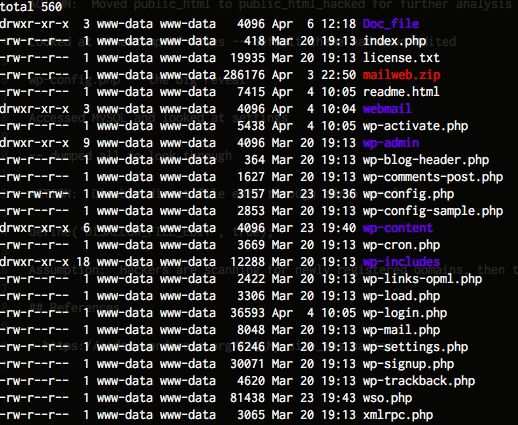 total 560
drwxr-xr-x 3 www-data www-data 4096 Apr 6 12:18 Doc_file
-rw-r--r-- 1 www-data www-data 418 Mar 20 19:13 index.php
-rw-r--r-- 1 www-data www-data 19935 Mar 20 19:13 license.txt
-rw-r--r-- 1 www-data www-data 286176 Apr 3 22:50 mailweb.zip
-rw-r--r-- 1 www-data www-data 7415 Apr 4 10:05 readme.html
drwxr-xr-x 3 www-data www-data 4096 Apr 4 10:04 webmail
-rw-r--r-- 1 www-data www-data 5438 Apr 4 10:05 wp-activate.php
drwxr-xr-x 9 www-data www-data 4096 Mar 20 19:13 wp-admin
-rw-r--r-- 1 www-data www-data 364 Mar 20 19:13 wp-blog-header.php
-rw-r--r-- 1 www-data www-data 1627 Mar 20 19:13 wp-comments-post.php
-rw-rw-rw- 1 www-data www-data 3157 Mar 23 19:36 wp-config.php
-rw-r--r-- 1 www-data www-data 2853 Mar 20 19:13 wp-config-sample.php
drwxr-xr-x 6 www-data www-data 4096 Mar 23 19:40 wp-content
-rw-r--r-- 1 www-data www-data 3669 Mar 20 19:13 wp-cron.php
drwxr-xr-x 18 www-data www-data 12288 Mar 20 19:13 wp-includes
-rw-r--r-- 1 www-data www-data 2422 Mar 20 19:13 wp-links-opml.php
-rw-r--r-- 1 www-data www-data 3306 Mar 20 19:13 wp-load.php
-rw-r--r-- 1 www-data www-data 36593 Apr 4 10:05 wp-login.php
-rw-r--r-- 1 www-data www-data 8048 Mar 20 19:13 wp-mail.php
-rw-r--r-- 1 www-data www-data 16246 Mar 20 19:13 wp-settings.php
-rw-r--r-- 1 www-data www-data 30071 Mar 20 19:13 wp-signup.php
-rw-r--r-- 1 www-data www-data 4620 Mar 20 19:13 wp-trackback.php
-rw-r--r-- 1 www-data www-data 81438 Mar 23 19:43 wso.php
-rw-r--r-- 1 www-data www-data 3065 Mar 20 19:13 xmlrpc.php